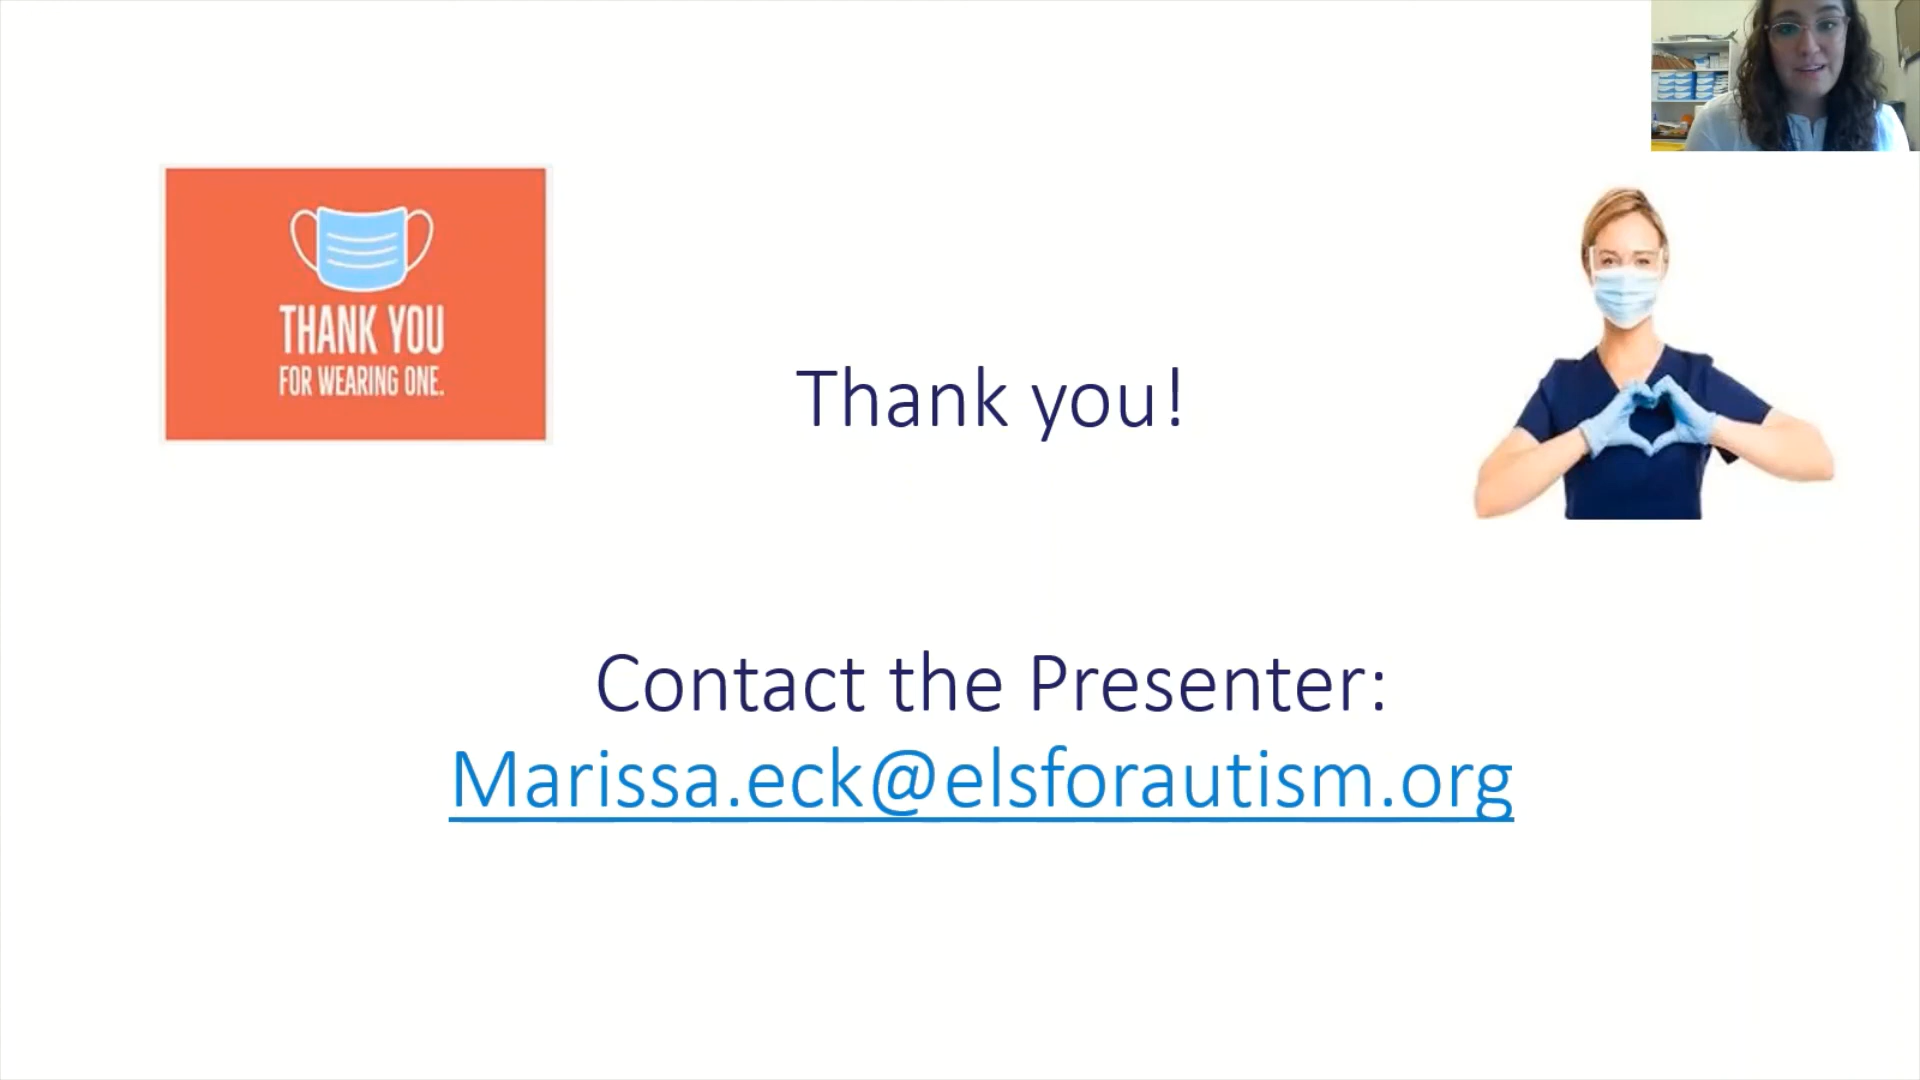 THANK YOU
FOR WEARING ONE.
Thank you!
Contact the Presenter:
Marissa.eck@elsforautism.org